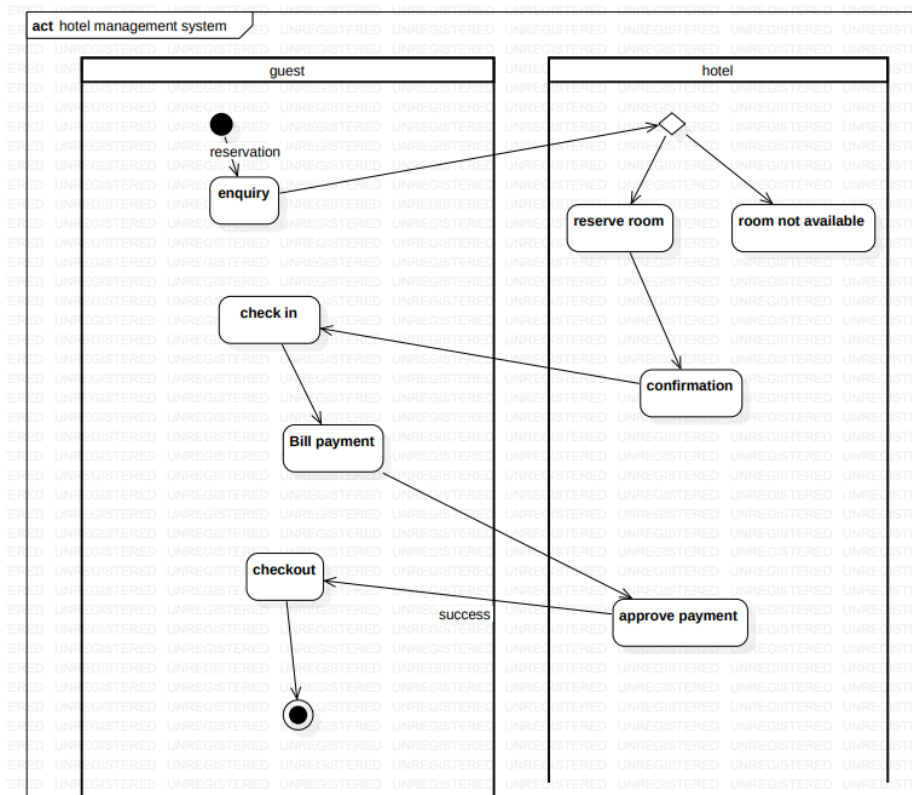 act hotel management system
guest
hotel
reservation
enquiry
reserve room
room not available
check in
confirmation
Bill payment
checkout
success
approve payment
UNREGISTERED